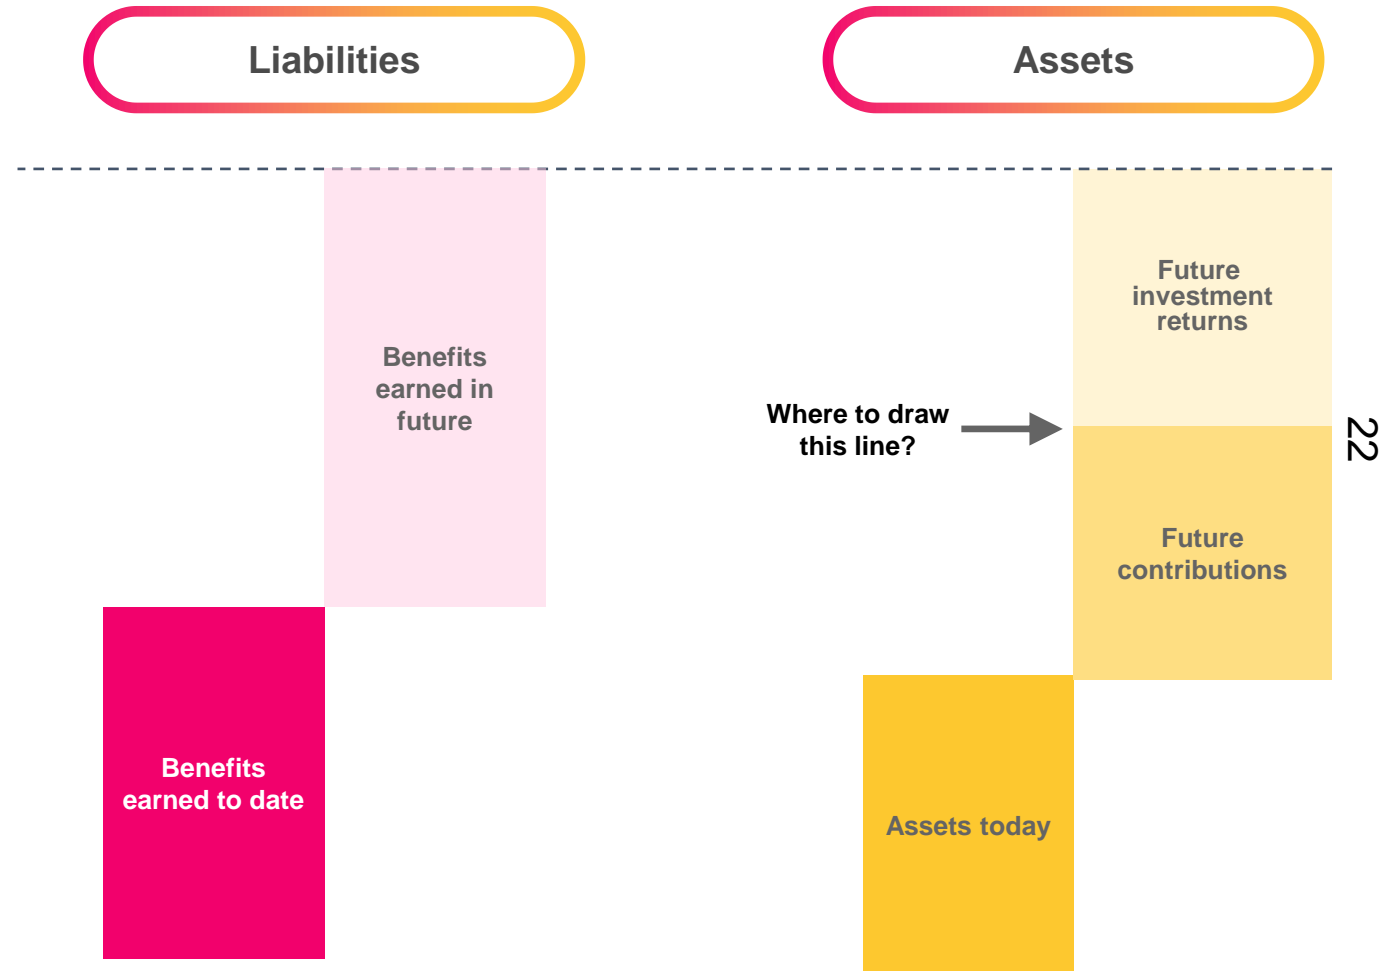 Liabilities
Assets
Future
investment
returns
Benefits
earned in
future
Where to draw
this line?
22
Future
contributions
Benefits
earned to date
Assets today